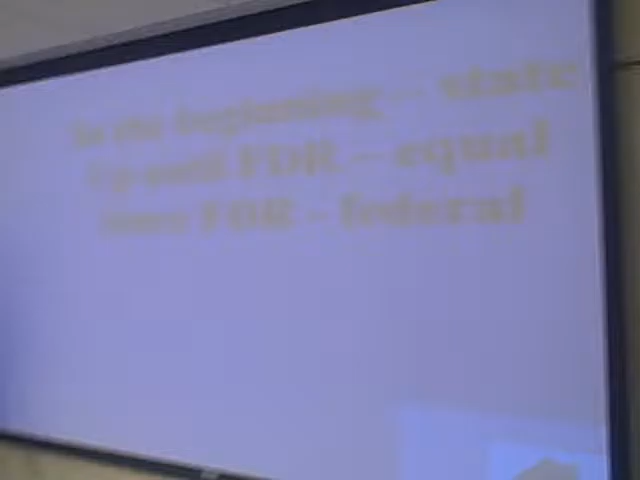 In the beginning – state
Up until FDR – equal
Since FDR – federal